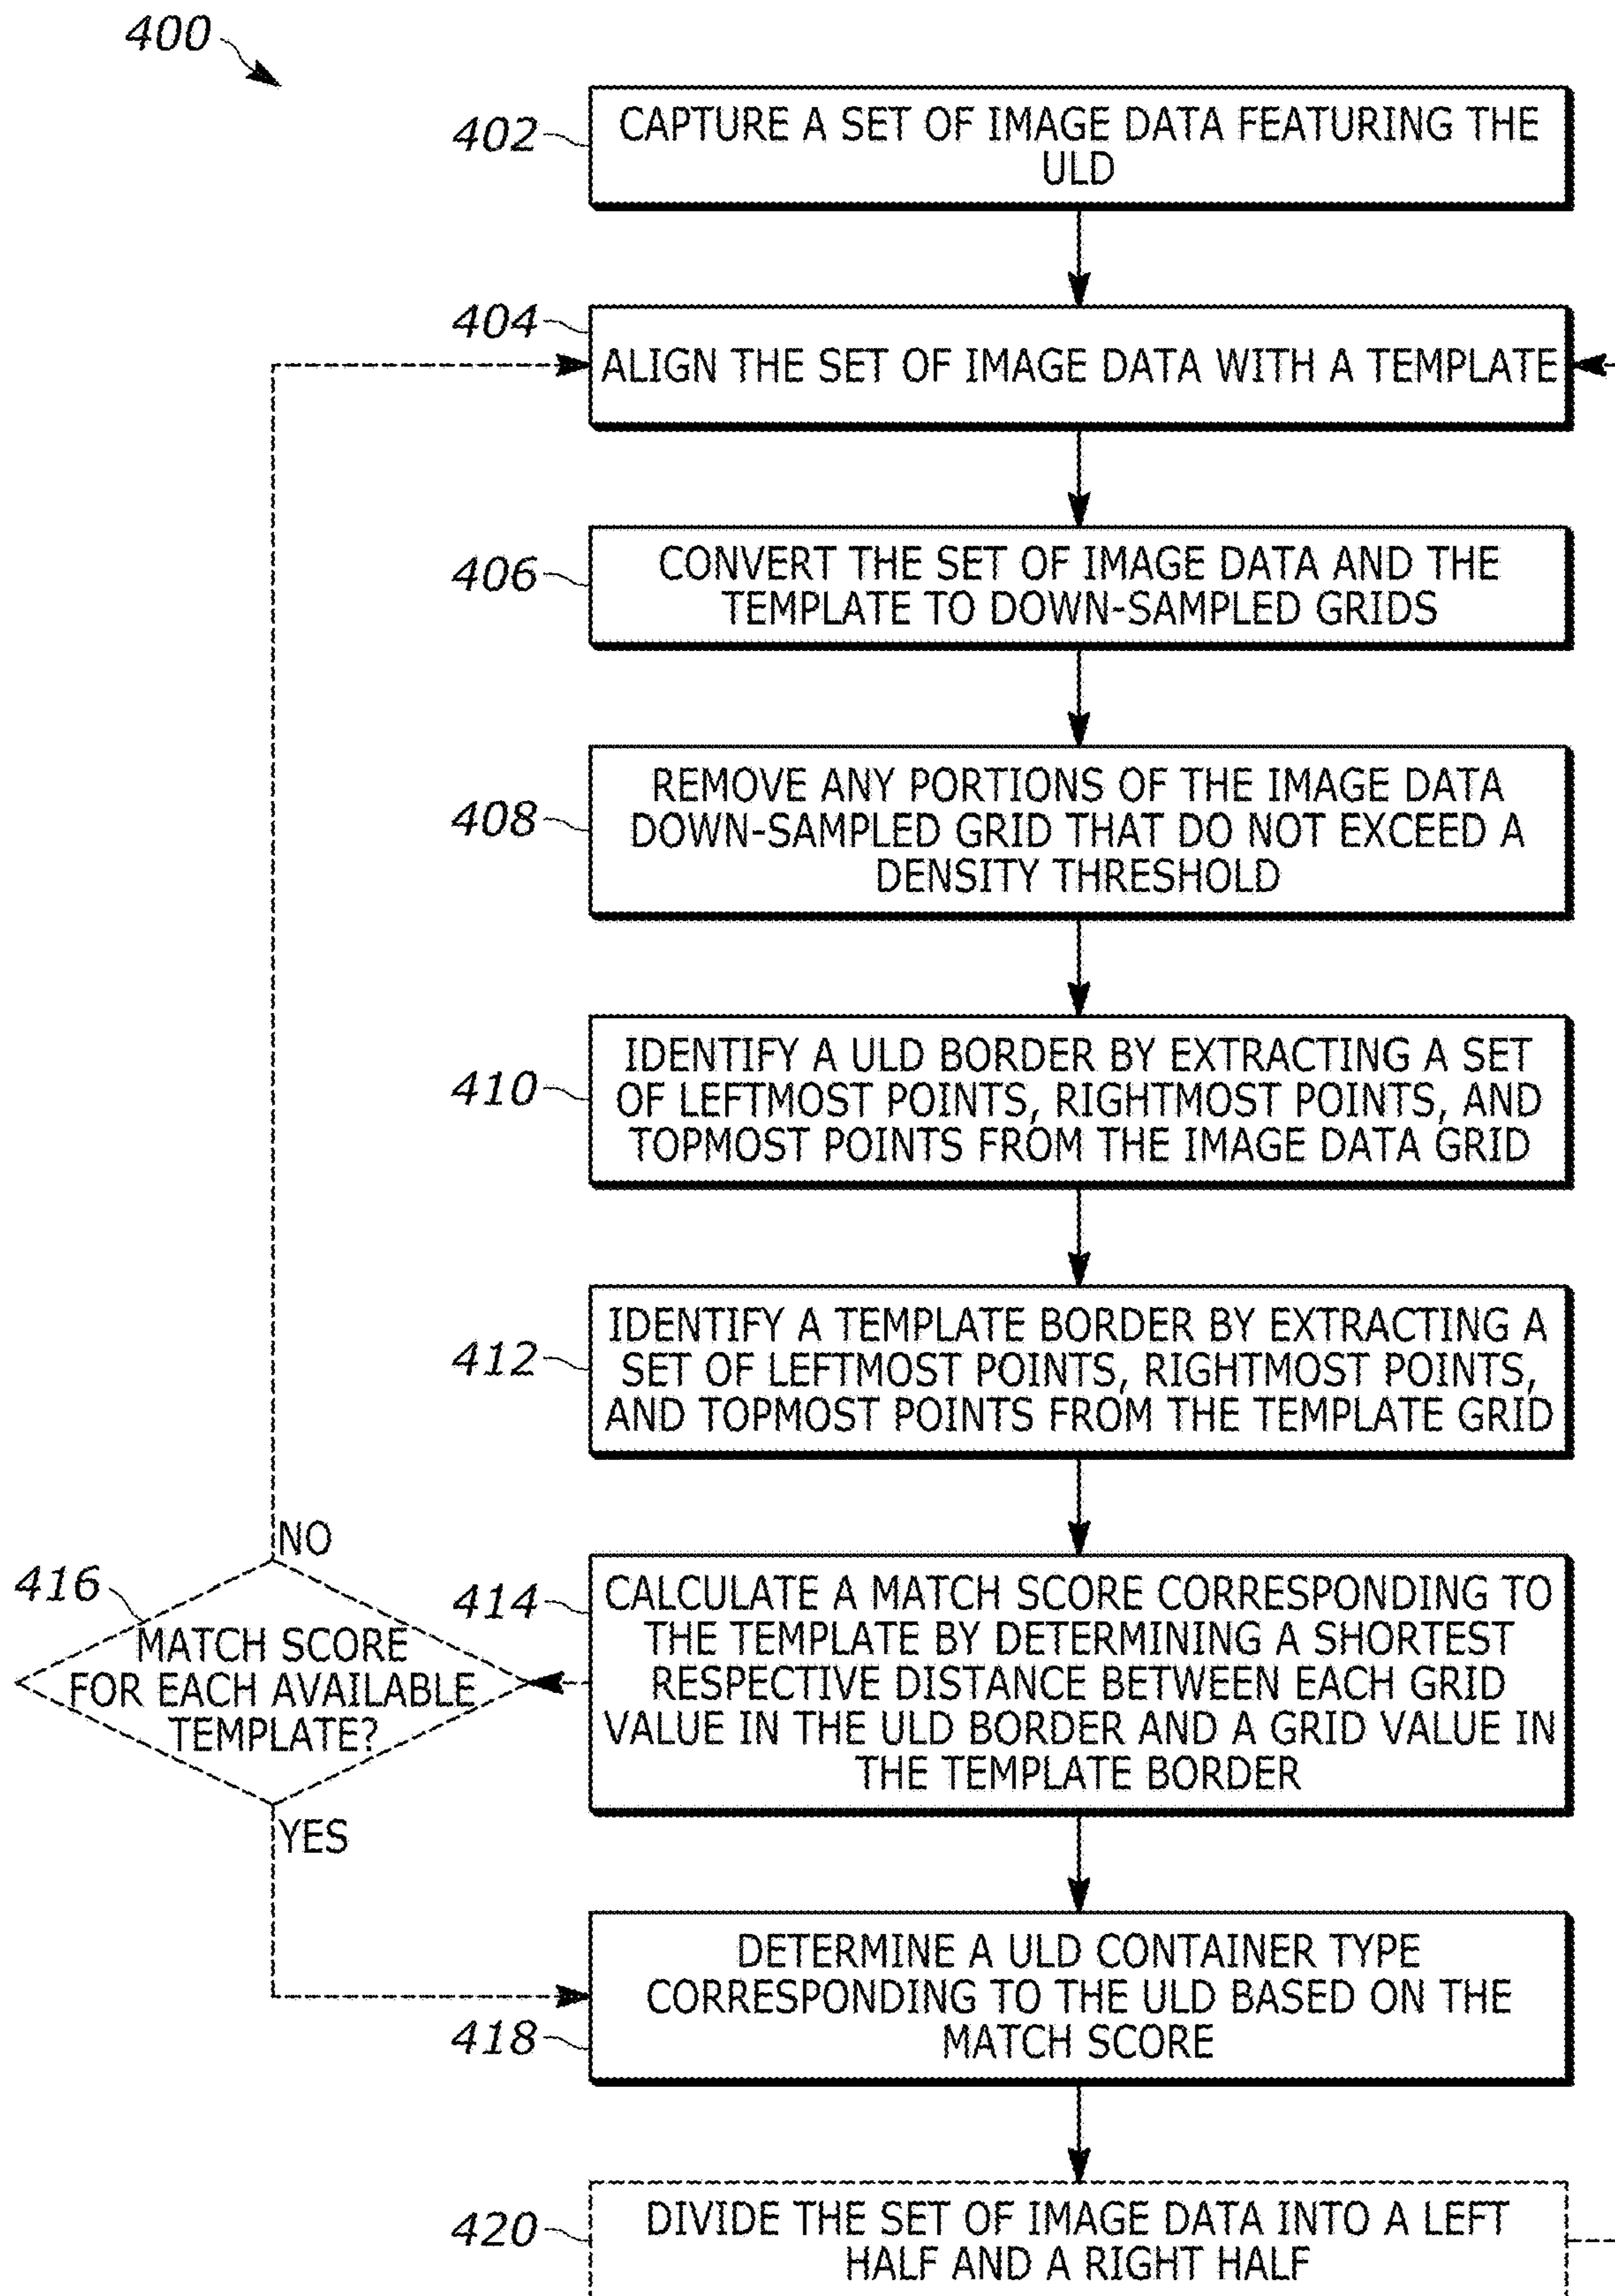 400
402
CAPTURE A SET OF IMAGE DATA FEATURING THE
ULD
404
ALIGN THE SET OF IMAGE DATA WITH A TEMPLATE
406
CONVERT THE SET OF IMAGE DATA AND THE
TEMPLATE TO DOWN-SAMPLED GRIDS
408
REMOVE ANY PORTIONS OF THE IMAGE DATA
DOWN-SAMPLED GRID THAT DO NOT EXCEED A
DENSITY THRESHOLD
410
IDENTIFY A ULD BORDER BY EXTRACTING A SET
OF LEFTMOST POINTS, RIGHTMOST POINTS, AND
TOPMOST POINTS FROM THE IMAGE DATA GRID
412
IDENTIFY A TEMPLATE BORDER BY EXTRACTING A
SET OF LEFTMOST POINTS, RIGHTMOST POINTS,
AND TOPMOST POINTS FROM THE TEMPLATE GRID
NO
416
MATCH SCORE
FOR EACH AVAILABLE
TEMPLATE?
YES
414
CALCULATE A MATCH SCORE CORRESPONDING TO
THE TEMPLATE BY DETERMINING A SHORTEST
RESPECTIVE DISTANCE BETWEEN EACH GRID
VALUE IN THE ULD BORDER AND A GRID VALUE IN
THE TEMPLATE BORDER
418
DETERMINE A ULD CONTAINER TYPE
CORRESPONDING TO THE ULD BASED ON THE
MATCH SCORE
420
DIVIDE THE SET OF IMAGE DATA INTO A LEFT
HALF AND A RIGHT HALF